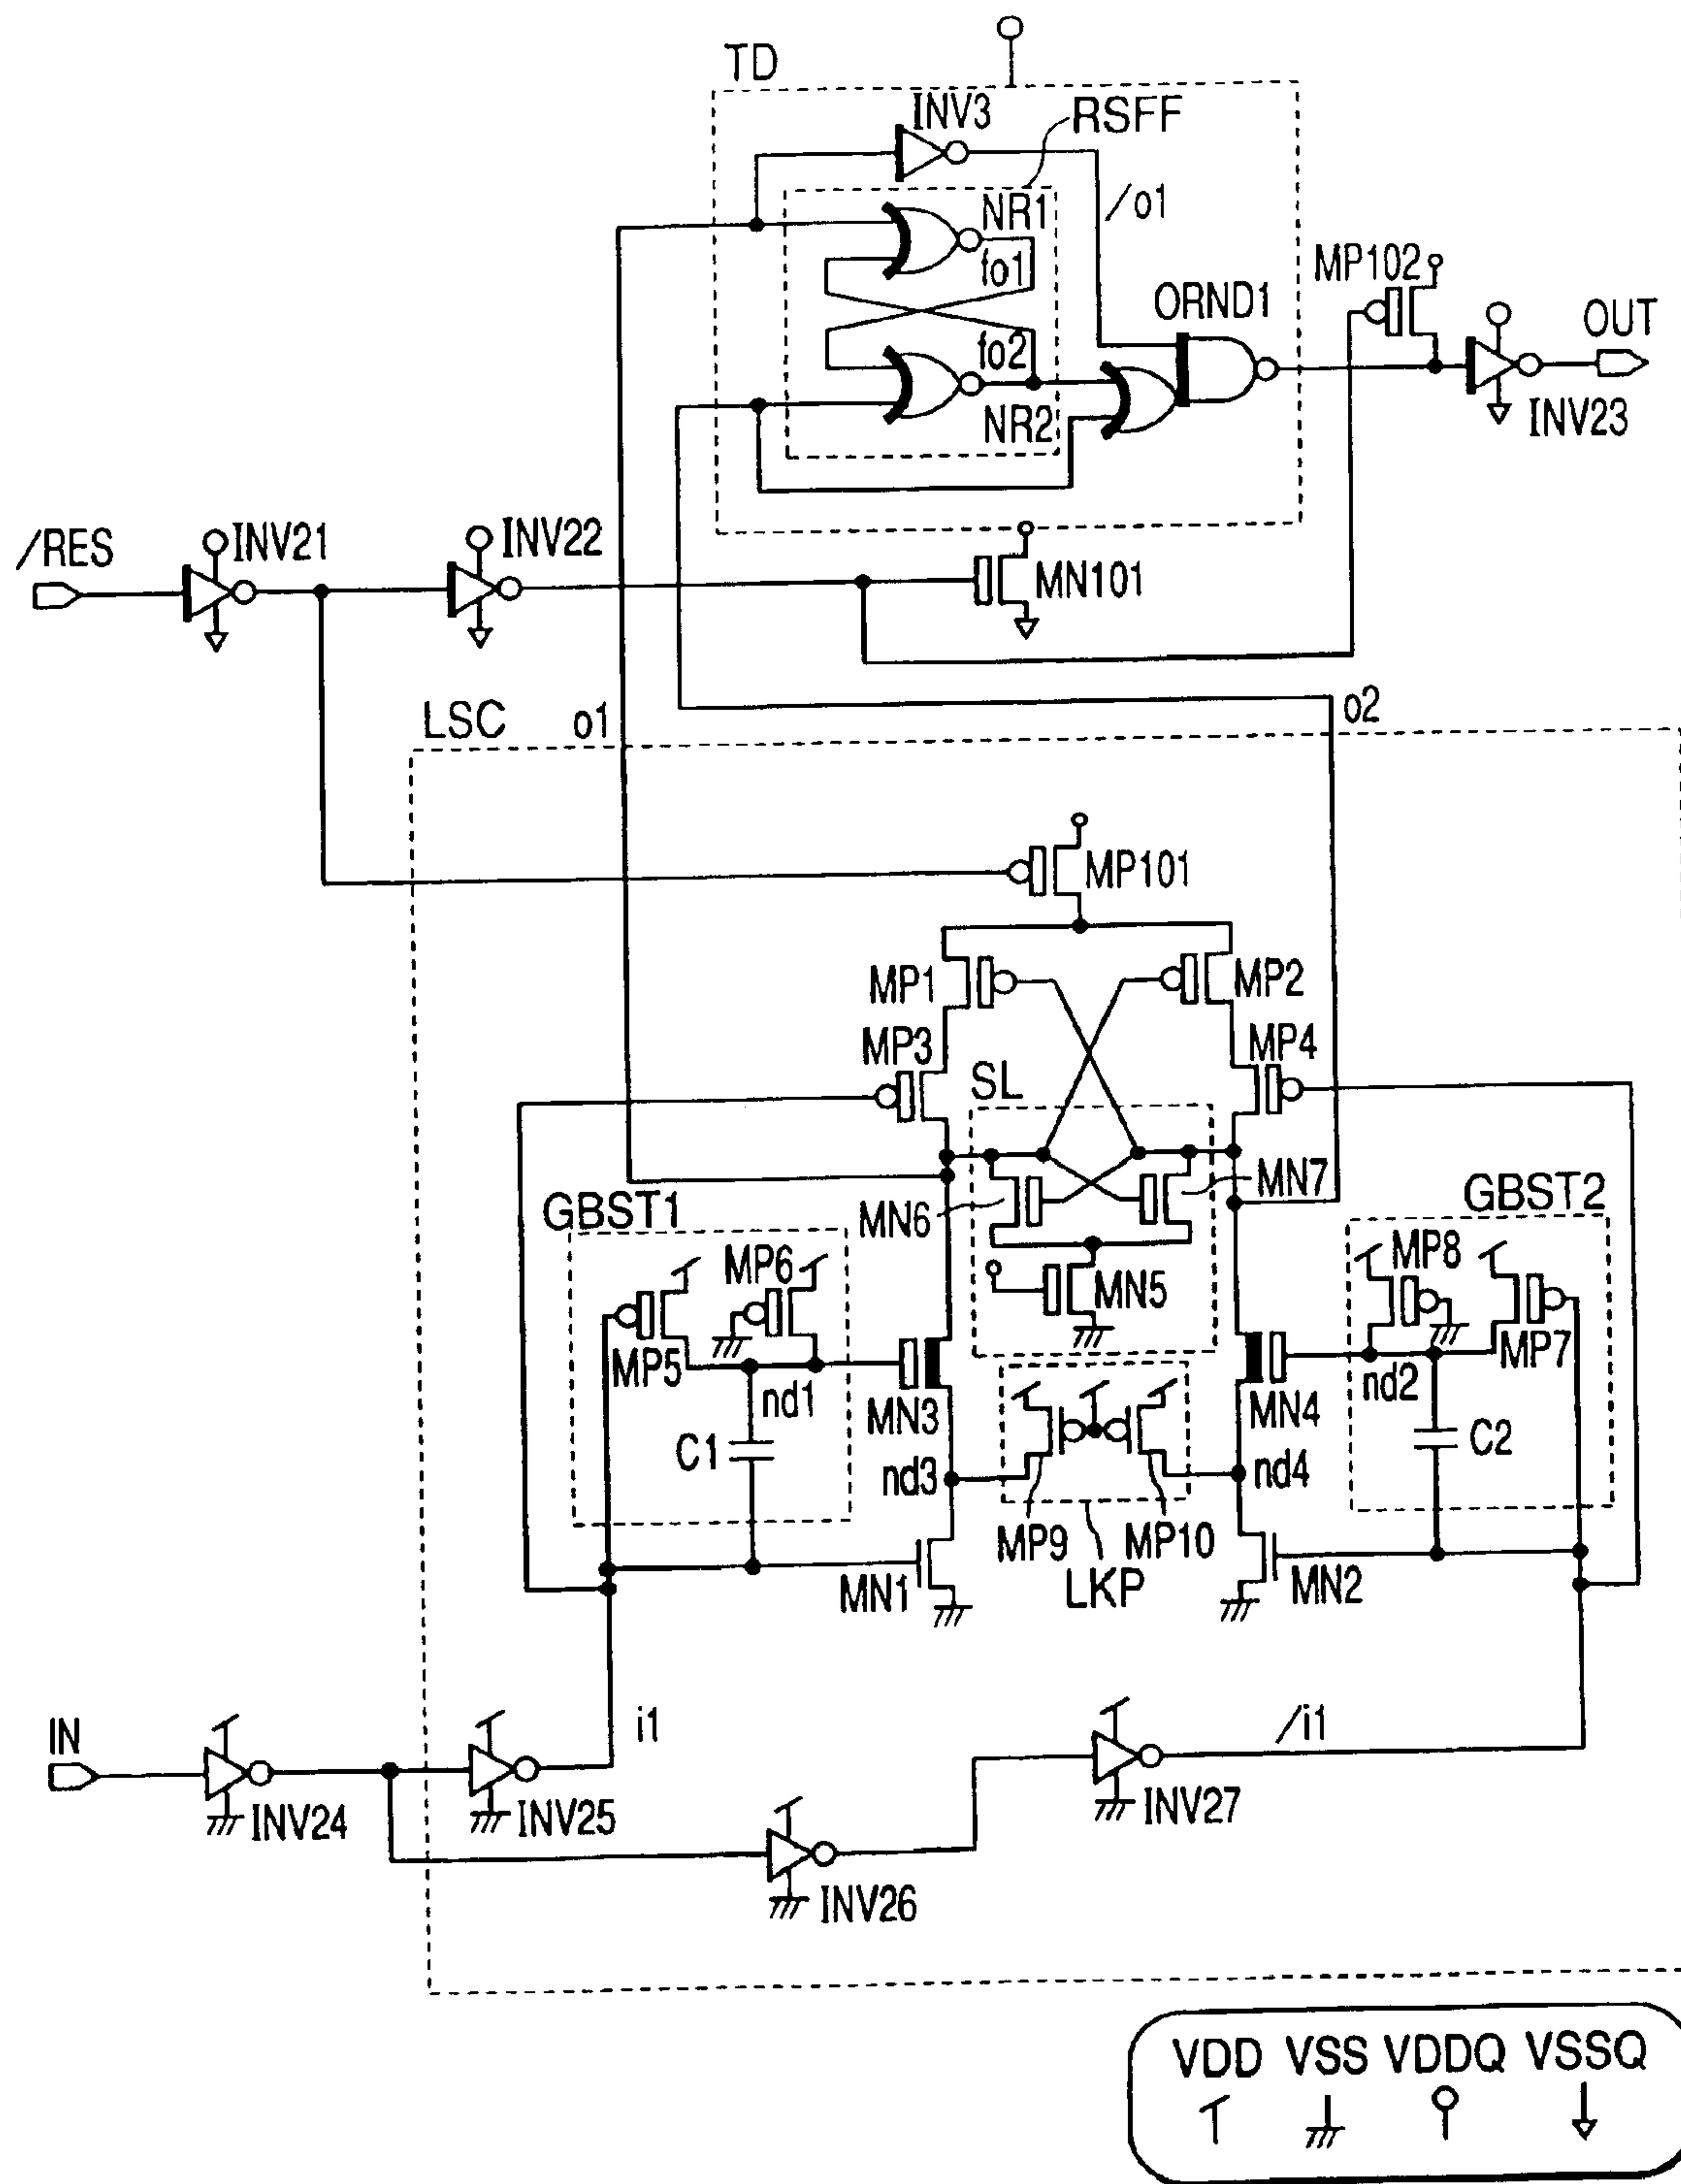 TD
INV3
RSFF
NR1
/o1
fo1
MP102
ORND1
OUT
fo2
NR2
INV23
/RES
INV21
INV22
MN101
LSC
o1
o2
MP101
MP1
MP2
MP3
MP4
SL
MN7
GBST1
MN6
GBST2
MP6
MP8
MN5
MP5
MP7
nd1
nd2
MN3
MN4
C1
C2
nd3
nd4
MP9
MP10
MN1
LKP
MN2
IN
i1
/i1
INV24
INV25
INV27
INV26
VDD VSS VDDQ VSSQ